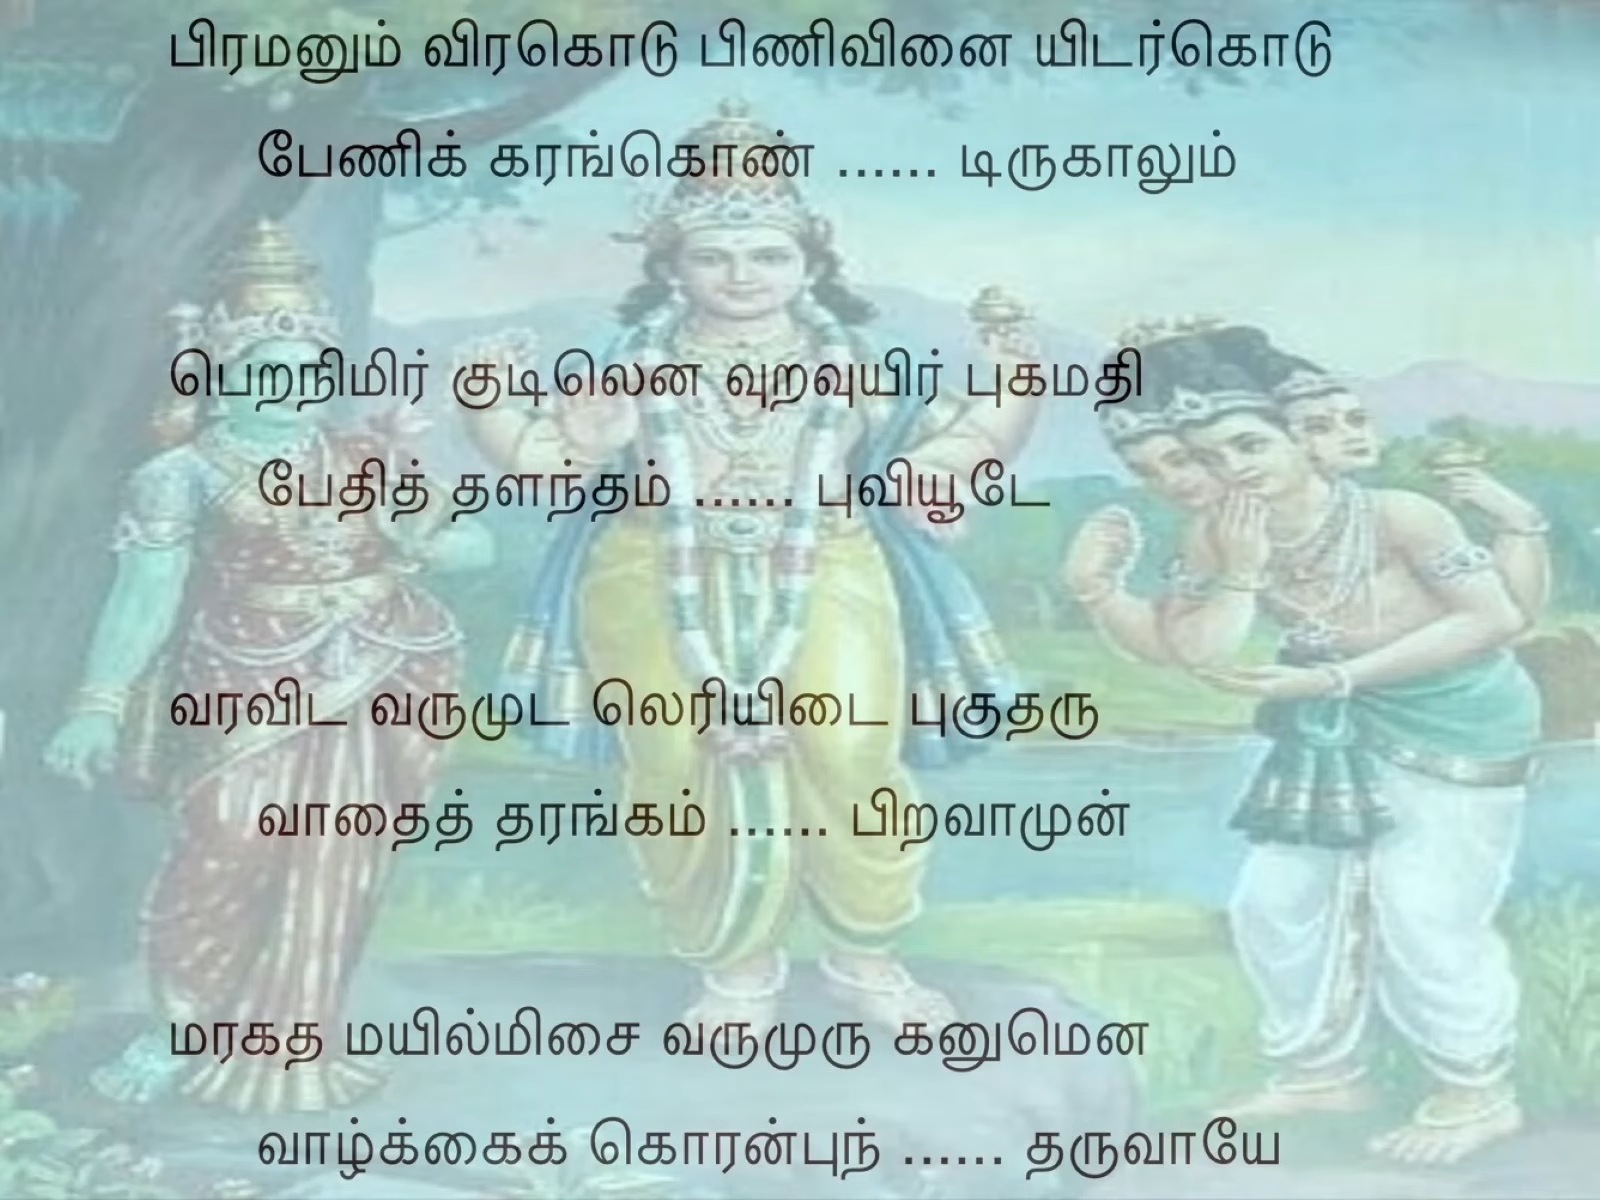 பிரமனும் விரகொடு பிணிவினை யிடர்கொடு
பேணிக் கரங்கொண் ...... டிருகாலும்
பெறநிமிர் குடிலென வுறவுயிர் புகமதி
பேதித் தளந்தம் ...... புவியூடே
வரவிட வருமுட லெரியிடை புகுதரு
வாதைத் தரங்கம் ...... பிறவாமுன்
மரகத மயில்மிசை வருமுரு கனுமென
வாழ்க்கைக் கொரன்புந் ...... தருவாயே